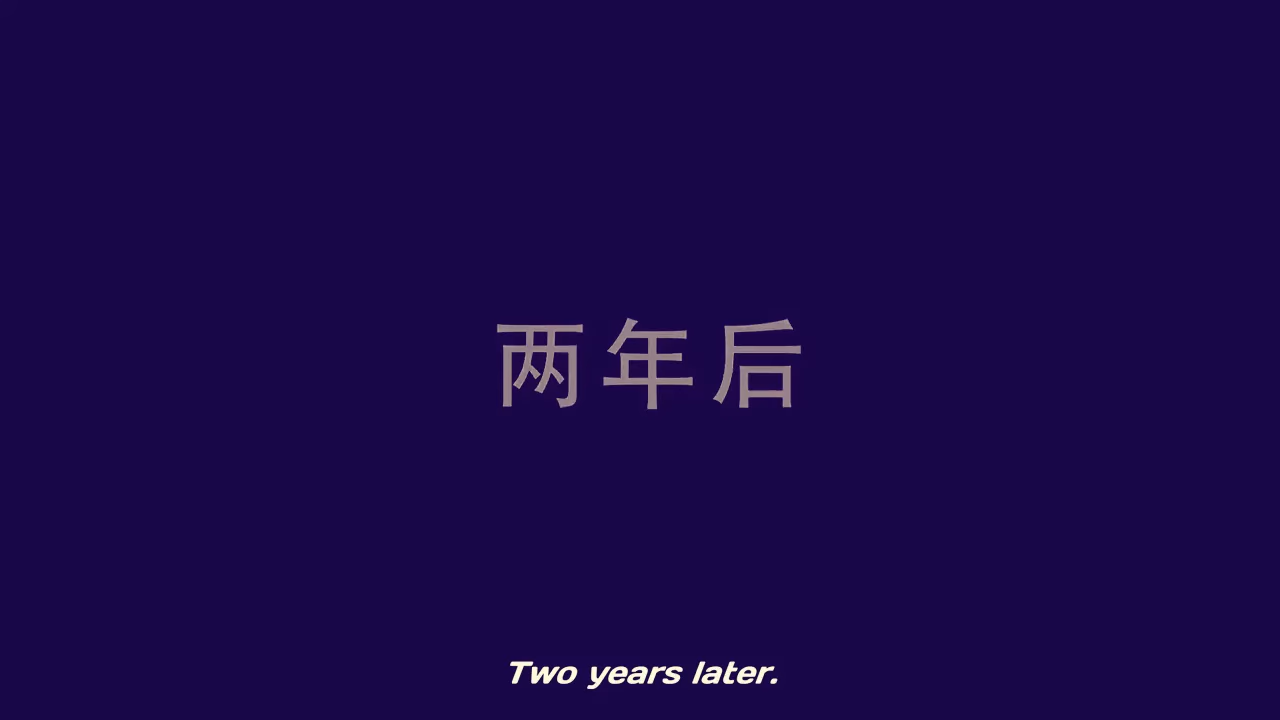 两年后
Two years later.